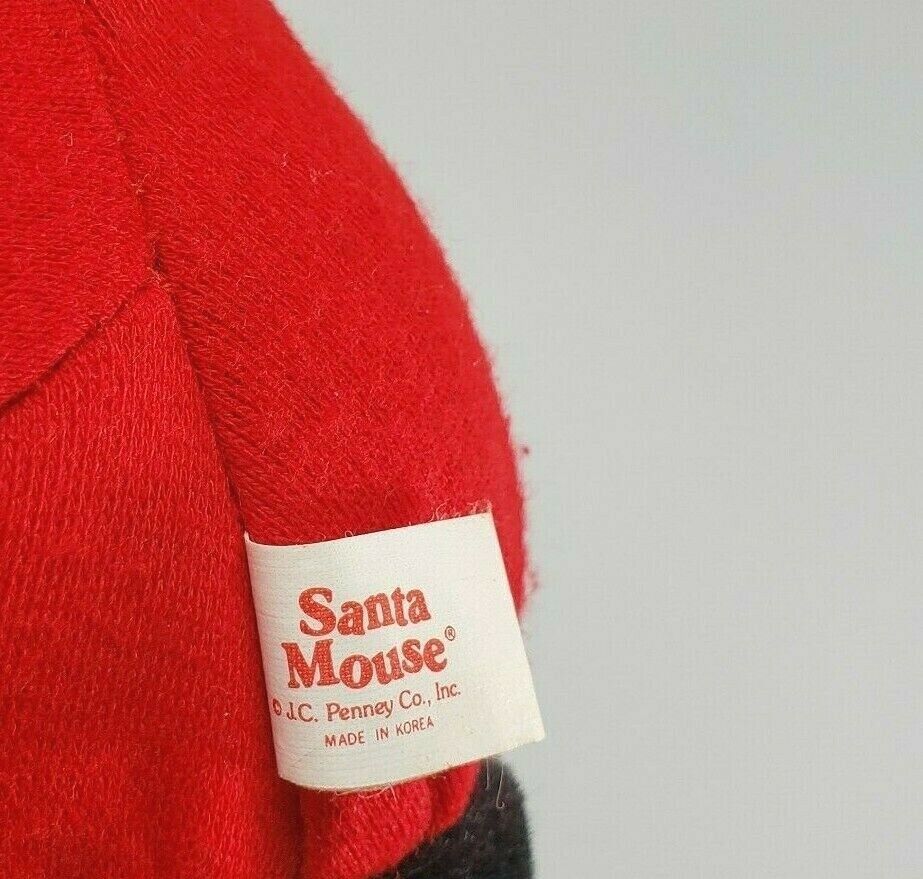 Santa
Mouse®
© J.C. Penney Co., Inc.
MADE IN KOREA